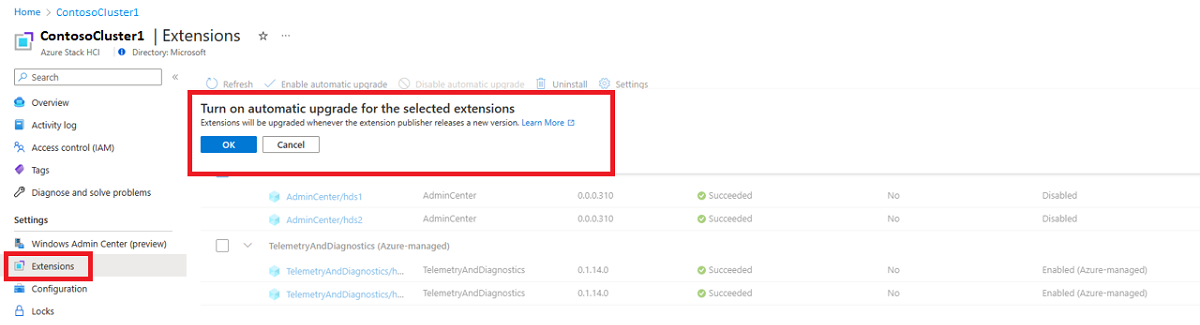 Home > ContosoCluster1
ContosoCluster1 | Extensions ☆ ...
Azure Stack HCI Directory: Microsoft
Search «
Refresh Enable automatic upgrade Disable automatic upgrade Uninstall Settings
Overview
Activity log
Access control (IAM)
Tags
Diagnose and solve problems
Settings
Windows Admin Center (preview)
Extensions
Configuration
Locks
Turn on automatic upgrade for the selected extensions
Extensions will be upgraded whenever the extension publisher releases a new version. Learn More
OK Cancel
AdminCenter/hds1 AdminCenter 0.0.0.310 Succeeded No Disabled
AdminCenter/hds2 AdminCenter 0.0.0.310 Succeeded No Disabled
TelemetryAndDiagnostics (Azure-managed)
TelemetryAndDiagnostics/h... TelemetryAndDiagnostics 0.1.14.0 Succeeded No Enabled (Azure-managed)
TelemetryAndDiagnostics/h... TelemetryAndDiagnostics 0.1.14.0 Succeeded No Enabled (Azure-managed)